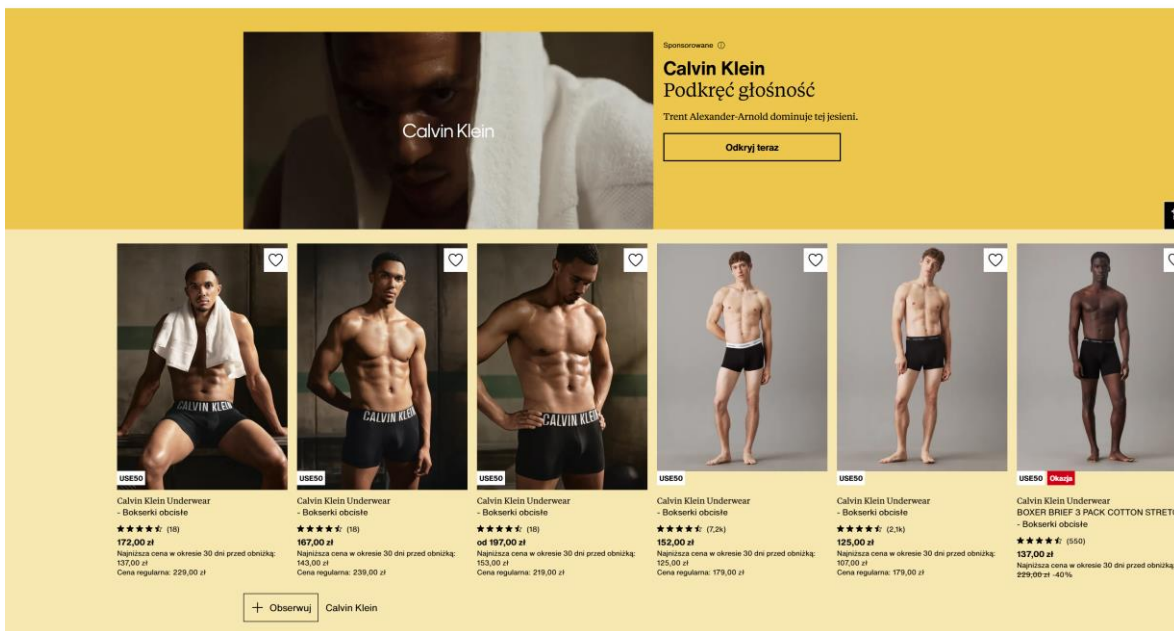 Sponsorowane ⓘ
Calvin Klein
Podkręć głośność
Trent Alexander-Arnold dominuje tej jesieni.
Odkryj teraz
Calvin Klein
CALVIN KLEIN
CALVIN KLEIN
CALVIN KLEIN
USE50
Calvin Klein Underwear
- Bokserki obcisłe
(18)
172,00 zł
Najniższa cena w okresie 30 dni przed obniżką:
137,00 zł
Cena regularna: 229,00 zł
USE50
Calvin Klein Underwear
- Bokserki obcisłe
(18)
167,00 zł
Najniższa cena w okresie 30 dni przed obniżką:
143,00 zł
Cena regularna: 239,00 zł
USE50
Calvin Klein Underwear
- Bokserki obcisłe
(18)
od 197,00 zł
Najniższa cena w okresie 30 dni przed obniżką:
153,00 zł
Cena regularna: 219,00 zł
USE50
Calvin Klein Underwear
- Bokserki obcisłe
(7,2k)
152,00 zł
Najniższa cena w okresie 30 dni przed obniżką:
125,00 zł
Cena regularna: 179,00 zł
USE50
Calvin Klein Underwear
- Bokserki obcisłe
(2,1k)
125,00 zł
Najniższa cena w okresie 30 dni przed obniżką:
107,00 zł
Cena regularna: 179,00 zł
USE50 Okazja
Calvin Klein Underwear
BOXER BRIEF 3 PACK COTTON STRET
- Bokserki obcisłe
(550)
137,00 zł
Najniższa cena w okresie 30 dni przed obniżką
229,00 zł -40%
+ Obserwuj Calvin Klein